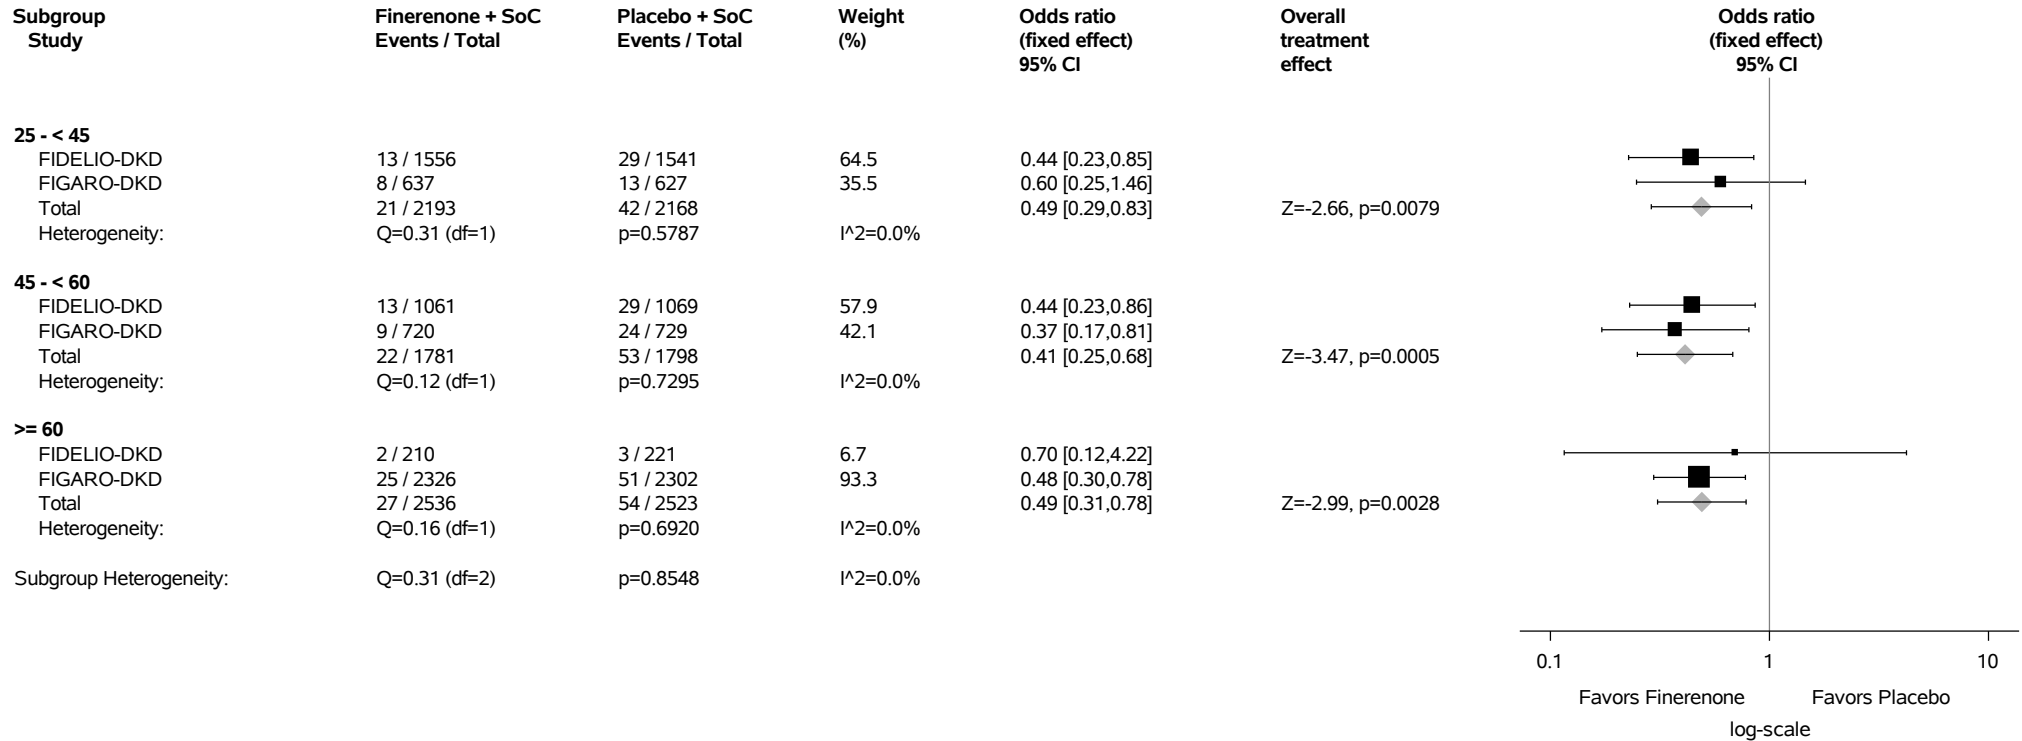 Subgroup Finerenone + SoC Placebo + SoC Weight Odds ratio Overall Odds ratio
Study Events / Total Events / Total (%) (fixed effect) treatment (fixed effect)
95% CI effect 95% CI
25 - < 45
FIDELIO-DKD 13 / 1556 29 / 1541 64.5 0.44 [0.23,0.85]
FIGARO-DKD 8 / 637 13 / 627 35.5 0.60 [0.25,1.46]
Total 21 / 2193 42 / 2168 0.49 [0.29,0.83] Z=-2.66, p=0.0079
Heterogeneity: Q=0.31 (df=1) p=0.5787 I^2=0.0%
45 - < 60
FIDELIO-DKD 13 / 1061 29 / 1069 57.9 0.44 [0.23,0.86]
FIGARO-DKD 9 / 720 24 / 729 42.1 0.37 [0.17,0.81]
Total 22 / 1781 53 / 1798 0.41 [0.25,0.68] Z=-3.47, p=0.0005
Heterogeneity: Q=0.12 (df=1) p=0.7295 I^2=0.0%
>= 60
FIDELIO-DKD 2 / 210 3 / 221 6.7 0.70 [0.12,4.22]
FIGARO-DKD 25 / 2326 51 / 2302 93.3 0.48 [0.30,0.78]
Total 27 / 2536 54 / 2523 0.49 [0.31,0.78] Z=-2.99, p=0.0028
Heterogeneity: Q=0.16 (df=1) p=0.6920 I^2=0.0%
Subgroup Heterogeneity: Q=0.31 (df=2) p=0.8548 I^2=0.0%
0.1 1 10
Favors Finerenone Favors Placebo
log-scale